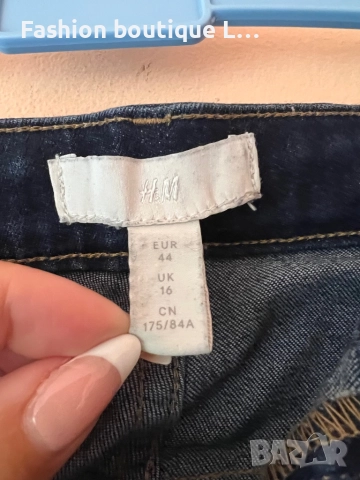 Fashion boutique L...
H&M
EUR
44
UK
16
CN
175/84A
BAZAR